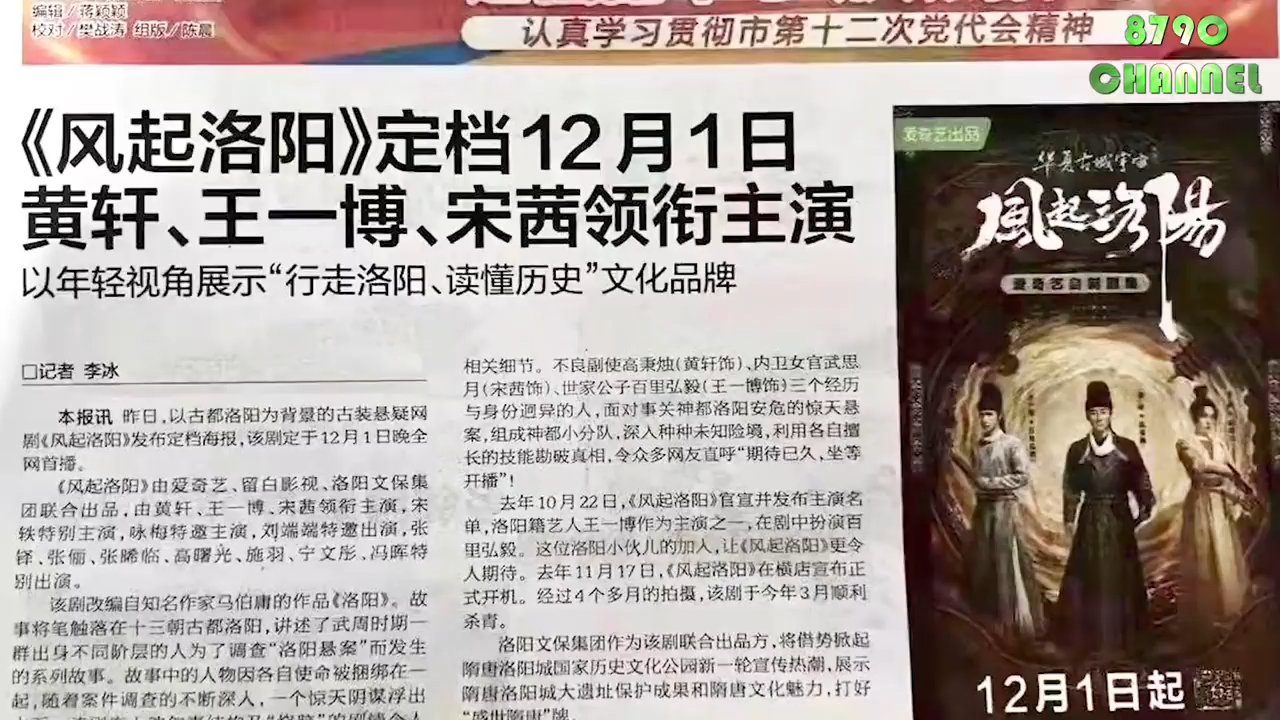 编辑/蒋颖颖
校对/樊战涛 组版/陈晨
认真学习贯彻市第十二次党代会精神
8790
CHANNEL
《风起洛阳》定档12月1日
黄轩、王一博、宋茜领衔主演
以年轻视角展示“行走洛阳、读懂历史”文化品牌
□记者 李冰
本报讯 昨日,以古都洛阳为背景的古装悬疑网
剧《风起洛阳》发布定档海报,该剧定于12月1日晚全
网首播。
《风起洛阳》由爱奇艺、留白影视、洛阳文保集
团联合出品,由黄轩、王一博、宋茜领衔主演,宋
轶特别主演,咏梅特邀主演,刘端端特邀出演,张
铎、张俪、张晞临、高曙光、施羽、宁文彤、冯晖特
别出演。
该剧改编自知名作家马伯庸的作品《洛阳》。故
事将笔触落在十三朝古都洛阳,讲述了武周时期一
群出身不同阶层的人为了调查“洛阳悬案”而发生
的系列故事。故事中的人物因各自使命被捆绑在一
起,随着案件调查的不断深入,一个惊天阴谋浮出
相关细节。不良副使高秉烛(黄轩饰)、内卫女官武思
月(宋茜饰)、世家公子百里弘毅(王一博饰)三个经历
与身份迥异的人,面对事关神都洛阳安危的惊天悬
案,组成神都小分队,深入种种未知险境,利用各自擅
长的技能勘破真相,令众多网友直呼“期待已久,坐等
开播”!
去年10月22日,《风起洛阳》官宣并发布主演名
单,洛阳籍艺人王一博作为主演之一,在剧中扮演百
里弘毅。这位洛阳小伙儿的加入,让《风起洛阳》更令
人期待。去年11月17日,《风起洛阳》在横店宣布正
式开机。经过4个多月的拍摄,该剧于今年3月顺利
杀青。
洛阳文保集团作为该剧联合出品方,将借势掀起
隋唐洛阳城国家历史文化公园新一轮宣传热潮,展示
隋唐洛阳城大遗址保护成果和隋唐文化魅力,打好
“盛世隋唐”牌。
爱奇艺出品
华夏古城宇宙
風起洛陽
爱奇艺自制剧集
12月1日起